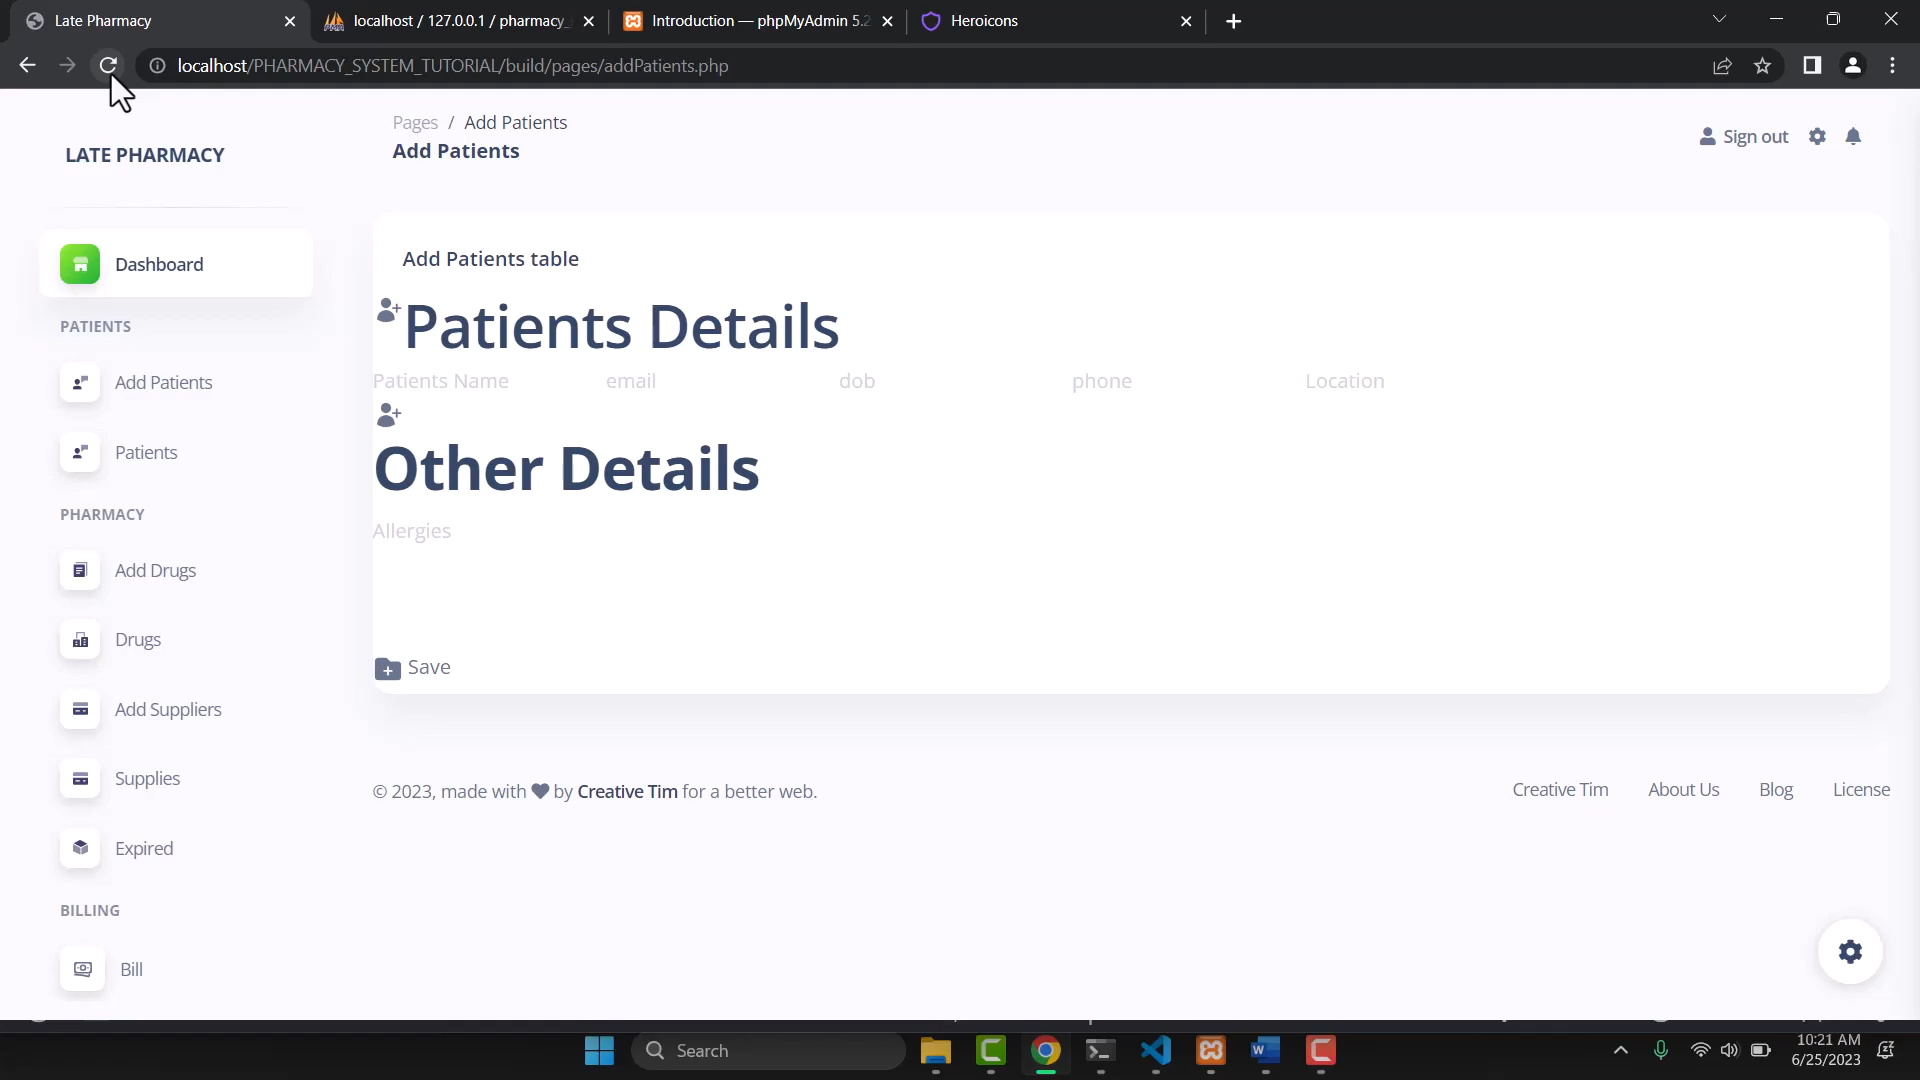 Late Pharmacy
localhost / 127.0.0.1 / pharmacy_
Introduction — phpMyAdmin 5.2
Heroicons
localhost/PHARMACY_SYSTEM_TUTORIAL/build/pages/addPatients.php
LATE PHARMACY
Pages / Add Patients
Add Patients
Sign out
Dashboard
PATIENTS
Add Patients
Patients
PHARMACY
Add Drugs
Drugs
Add Suppliers
Supplies
Expired
BILLING
Bill
Add Patients table
Patients Details
Patients Name email dob phone Location
Other Details
Allergies
Save
© 2023, made with by Creative Tim for a better web.
Creative Tim About Us Blog License
Search
10:21 AM
6/25/2023